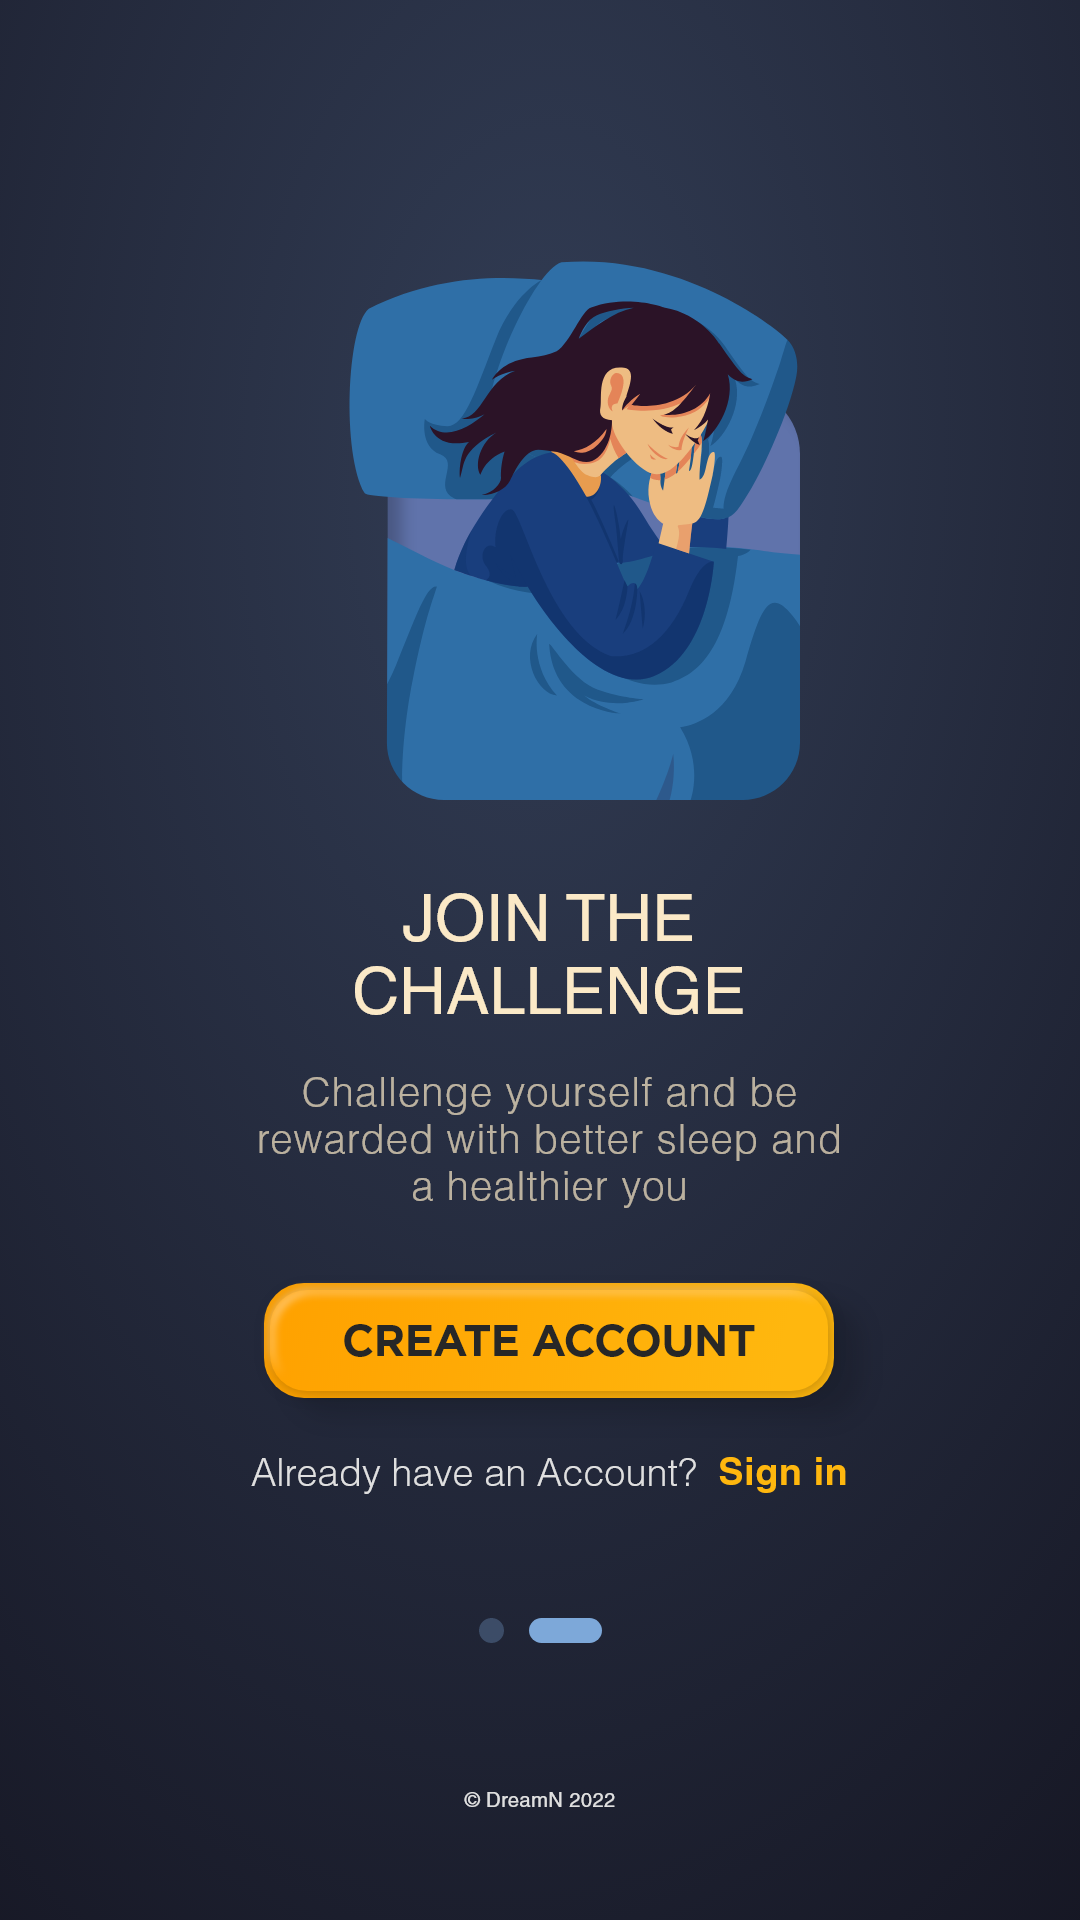 JOIN THE
CHALLENGE
Challenge yourself and be
rewarded with better sleep and
a healthier you
CREATE ACCOUNT
Already have an Account? Sign in
© DreamN 2022